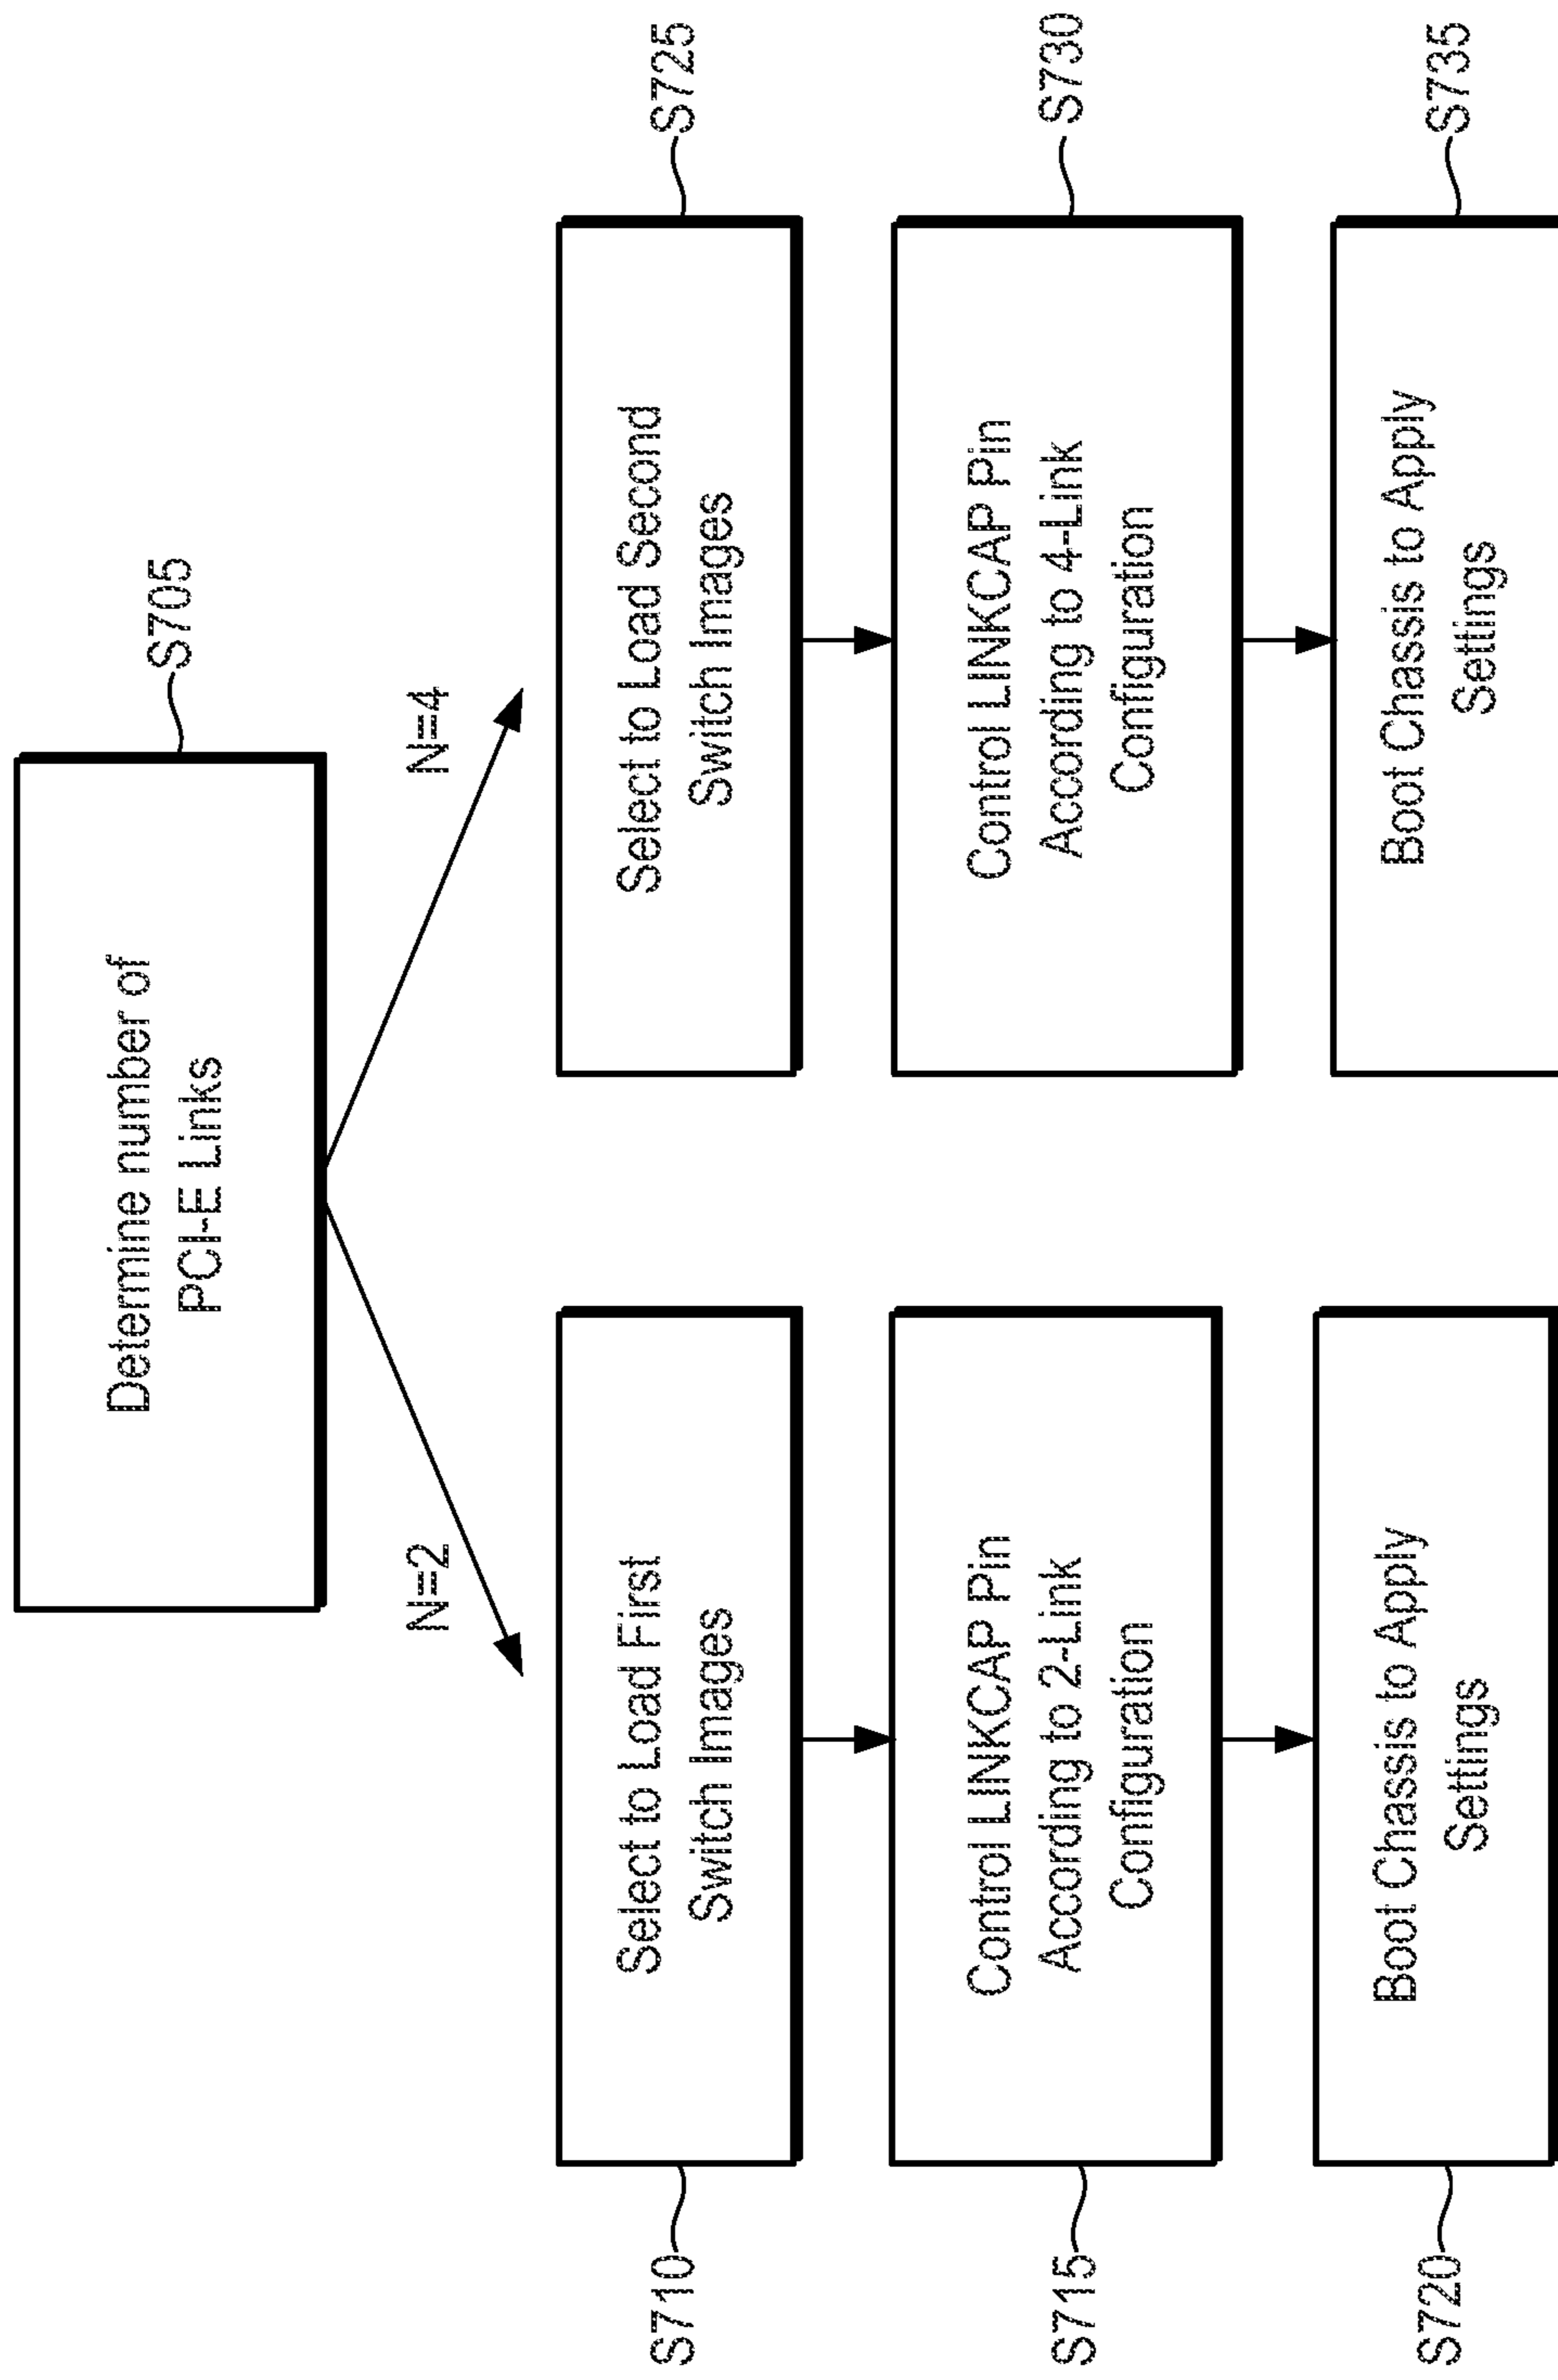 Determine number of
PCI-E Links
S705
N=2
N=4
Select to Load First
Switch Images
S710
Control LINKCAP Pin
According to 2-Link
Configuration
S715
Boot Chassis to Apply
Settings
S720
Select to Load Second
Switch Images
S725
Control LINKCAP Pin
According to 4-Link
Configuration
S730
Boot Chassis to Apply
Settings
S735